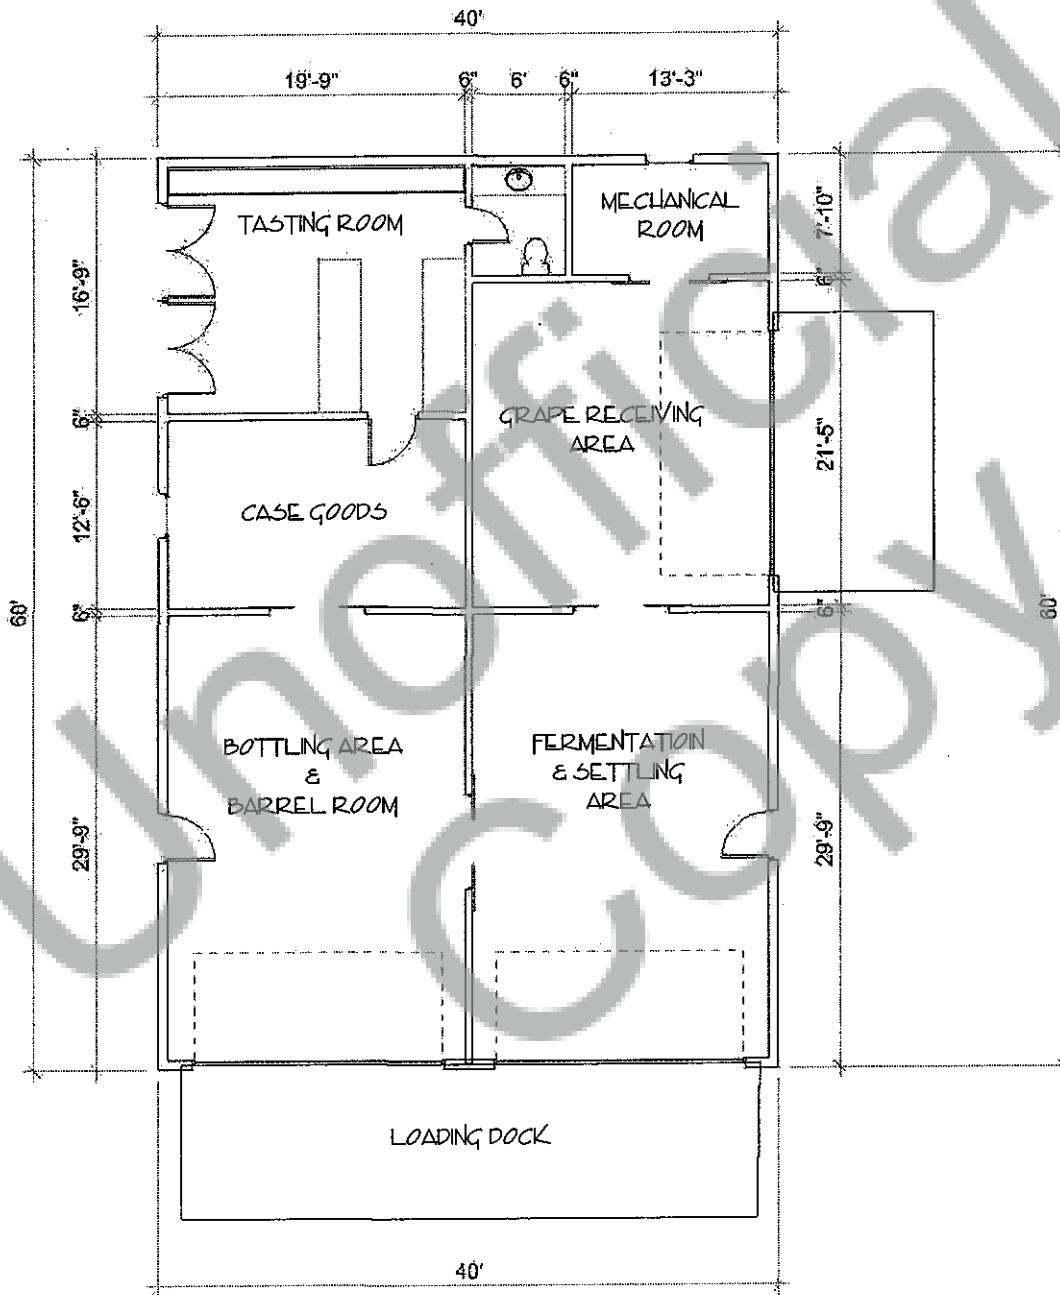 40'
19'-9"
6"
6'
6"
13'-3"
TASTING ROOM
MECHANICAL
ROOM
7'-10"
6"
16'-9"
GRAPE RECEIVING
AREA
21'-5"
6"
CASE GOODS
12'-6"
60'
6"
6"
60'
BOTTLING AREA
&
BARREL ROOM
FERMENTATION
& SETTLING
AREA
29'-9"
29'-9"
LOADING DOCK
40'
Unofficial
Copy